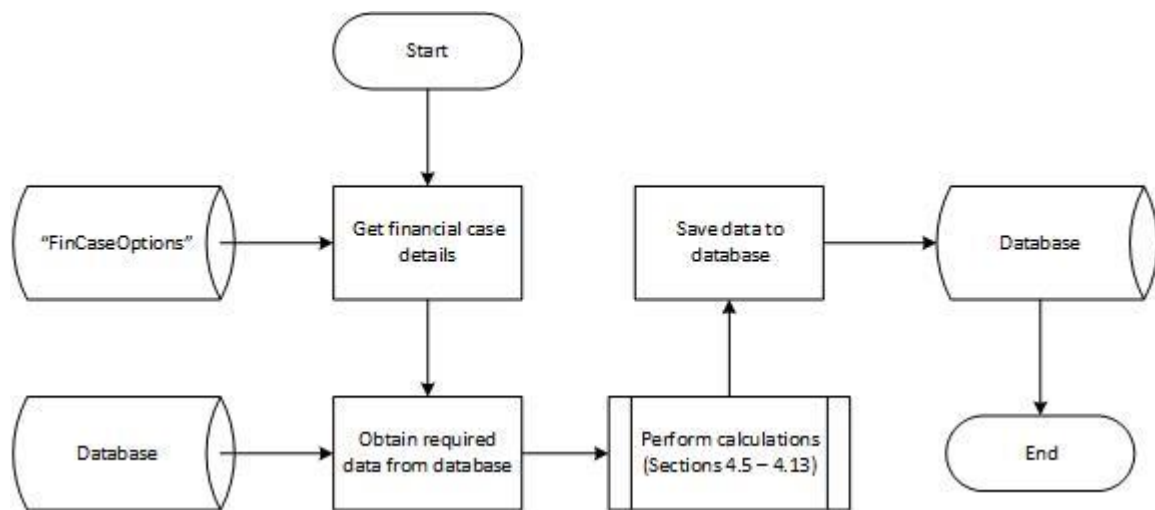 Start
“FinCaseOptions”
Get financial case
details
Save data to
database
Database
Database
Obtain required
data from database
Perform calculations
(Sections 4.5 – 4.13)
End